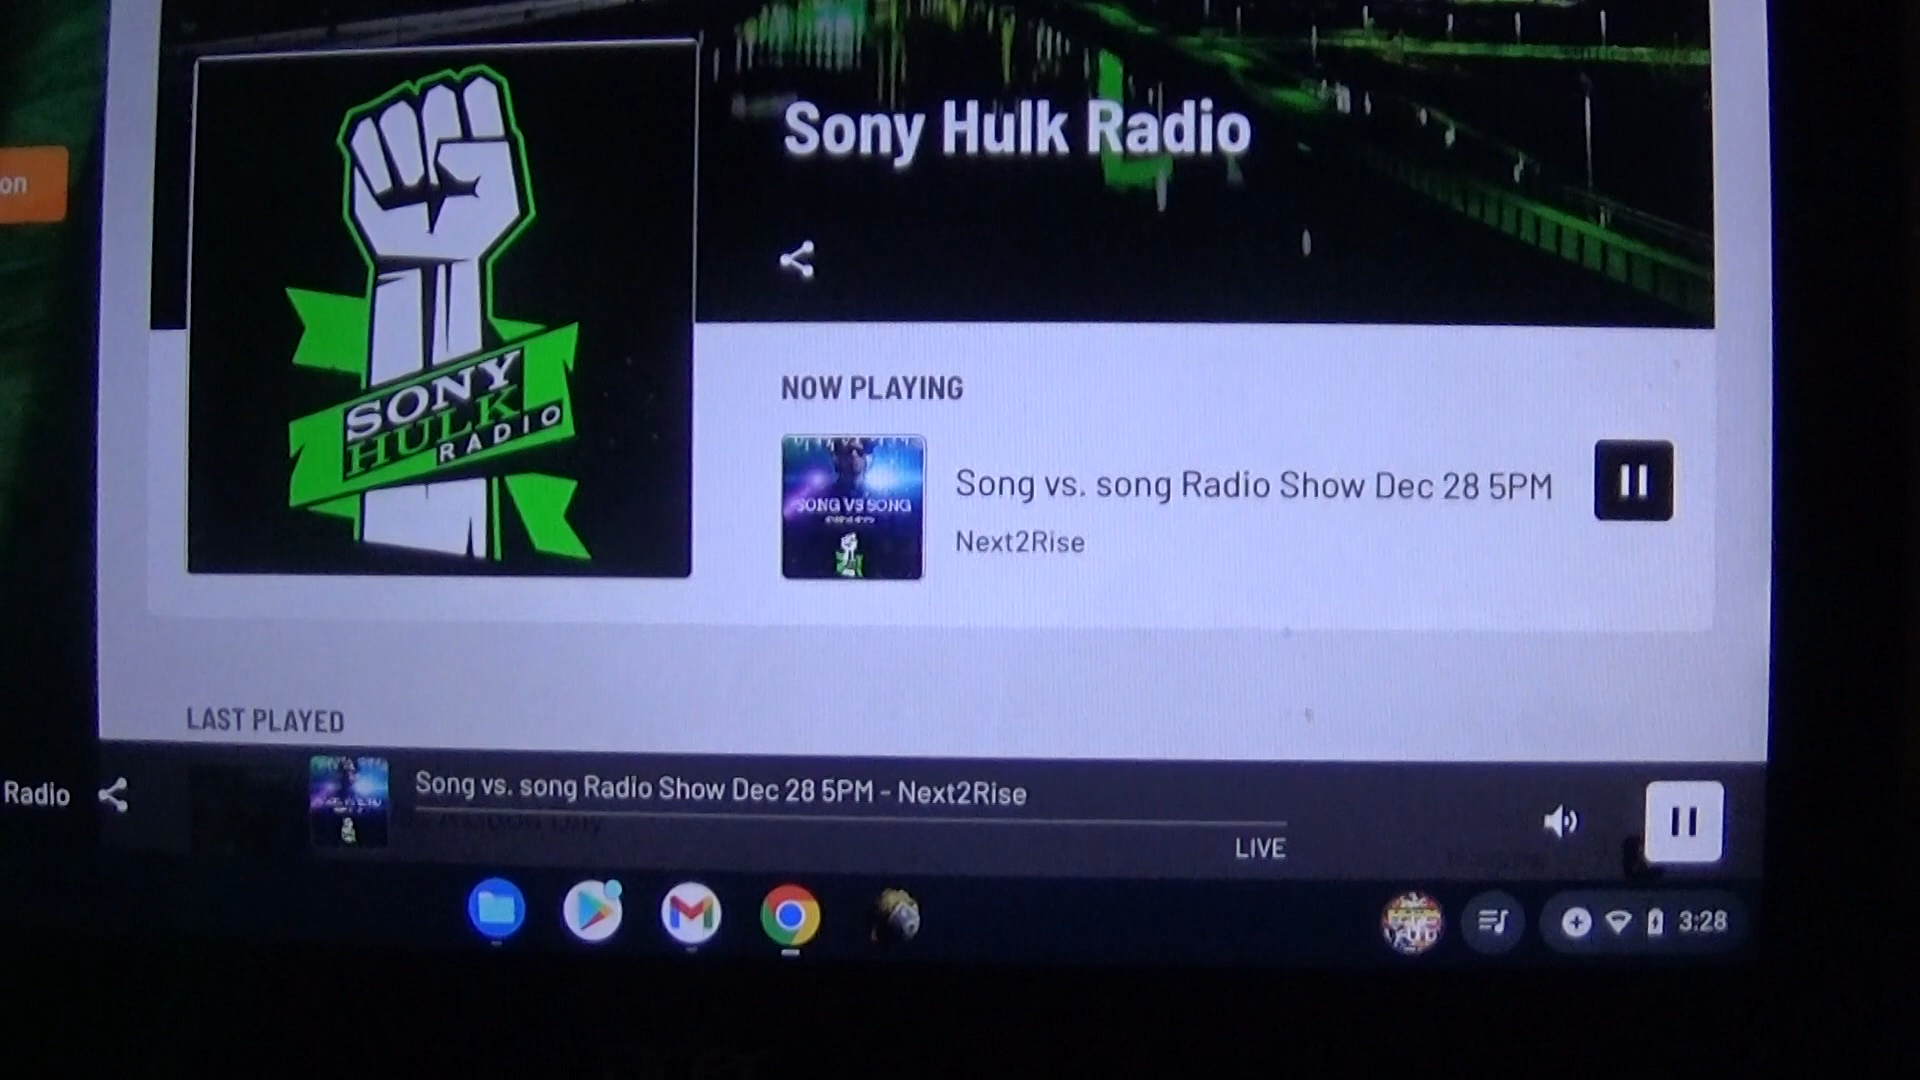 on
Sony Hulk Radio
SONY
HULK
RADIO
NOW PLAYING
SONG VS SONG
Song vs. song Radio Show Dec 28 5PM
Next2Rise
LAST PLAYED
Radio
Song vs. song Radio Show Dec 28 5PM - Next2Rise
LIVE
3:28